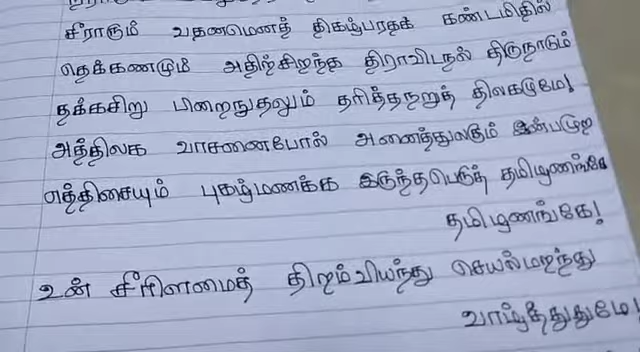 சீராரும் வதனமெனத் திகழ்பரதக் கண்டமிதில்
தெக்கணமும் அதிற்சிறந்த திராவிடநல் திருநாடும்
தக்கசிறு பிறைநுதலும் தரித்தநறுந் திலகமுமே!
அத்திலக வாசனைபோல் அனைத்துலகும் இன்பமுற
எத்திசையும் புகழ்மணக்க இருந்தபெருந் தமிழணங்கே
தமிழணங்கே!
உன் சீரிளமைத் திறம்வியந்து செயல்மறந்து
வாழ்த்துதுமே!